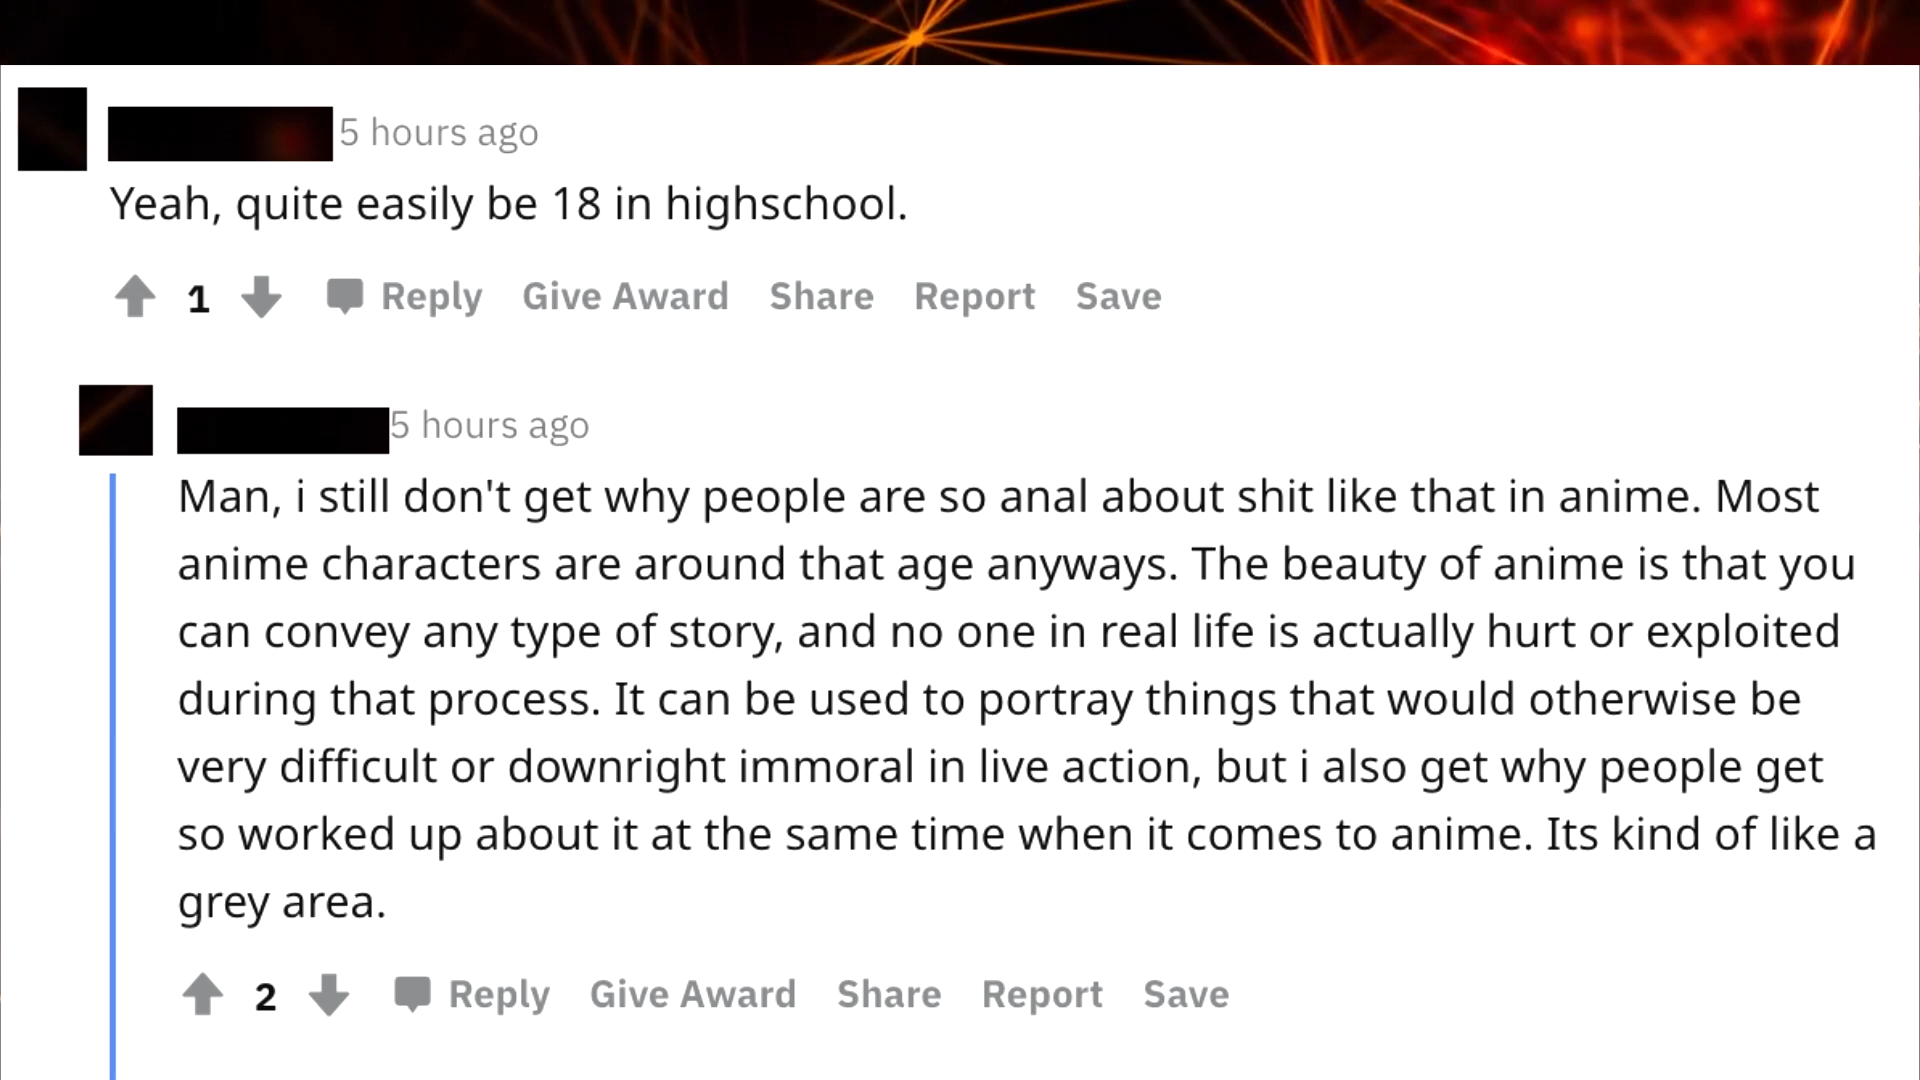 5 hours ago
Yeah, quite easily be 18 in highschool.
1 Reply Give Award Share Report Save
5 hours ago
Man, i still don't get why people are so anal about shit like that in anime. Most
anime characters are around that age anyways. The beauty of anime is that you
can convey any type of story, and no one in real life is actually hurt or exploited
during that process. It can be used to portray things that would otherwise be
very difficult or downright immoral in live action, but i also get why people get
so worked up about it at the same time when it comes to anime. Its kind of like a
grey area.
2 Reply Give Award Share Report Save